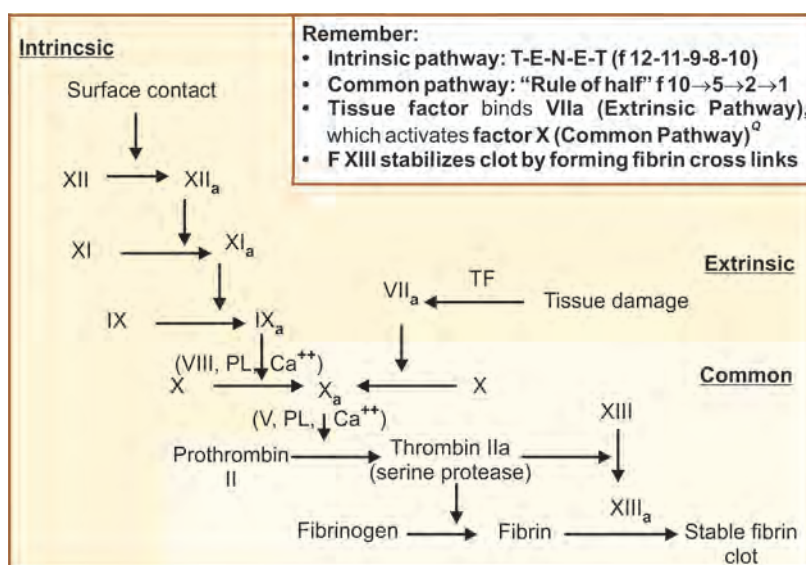 Intrincsic
Remember:
• Intrinsic pathway: T-E-N-E-T (f 12-11-9-8-10)
• Common pathway: “Rule of half” f 10→5→2→1
• Tissue factor binds VIIa (Extrinsic Pathway),
which activates factor X (Common Pathway)Q
• F XIII stabilizes clot by forming fibrin cross links
Surface contact
XII XIIa
XI XIa
Extrinsic
IX IXa
VIIa TF Tissue damage
(VIII, PL, Ca++)
X Xa X
Common
(V, PL, Ca++)
XIII
Prothrombin
II
Thrombin IIa
(serine protease)
XIIIa
Fibrinogen Fibrin Stable fibrin
clot